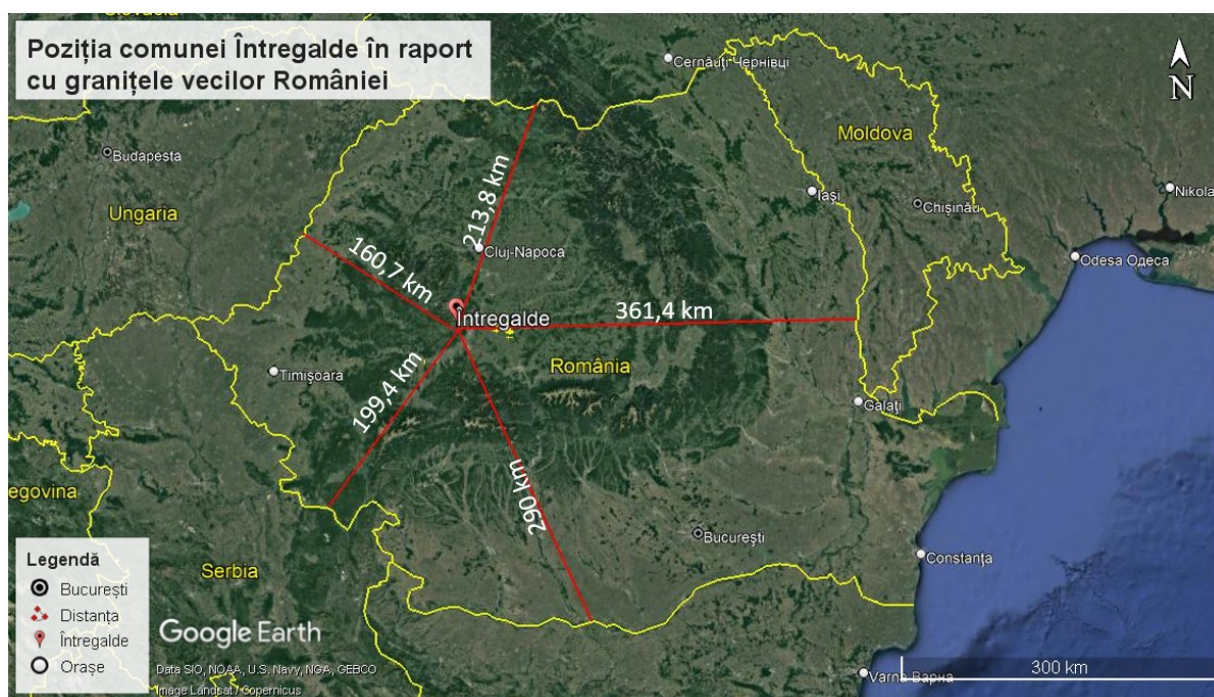 Poziția comunei Întregalde în raport
cu granițele vecilor României
N
Slovacia
Cernăuți Чернівці
Moldova
Budapesta
Ungaria
Iași
Chișinău
Nikola
Odesa Одеса
213,8 km
Cluj-Napoca
160,7 km
Întregalde
361,4 km
România
Timișoara
199,4 km
Galați
290 km
egovina
București
Constanța
Serbia
Legendă
București
Distanța
Întregalde
Orașe
Google Earth
Data SIO, NOAA, U.S. Navy, NGA, GEBCO
Image Landsat / Copernicus
Varna Варна
300 km